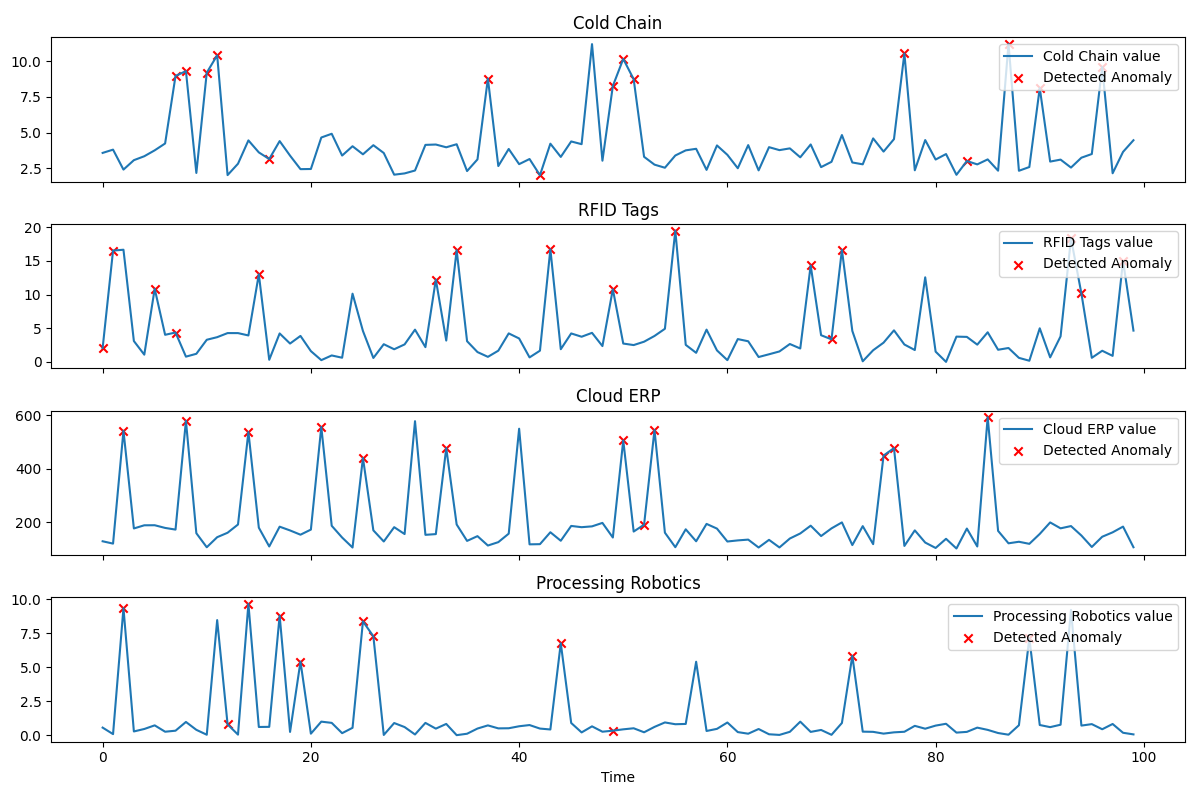 Cold Chain
10.0
7.5
5.0
2.5
Cold Chain value
Detected Anomaly
RFID Tags
20
15
10
5
0
RFID Tags value
Detected Anomaly
Cloud ERP
600
400
200
Cloud ERP value
Detected Anomaly
Processing Robotics
10.0
7.5
5.0
2.5
0.0
Processing Robotics value
Detected Anomaly
0 20 40 60 80 100
Time